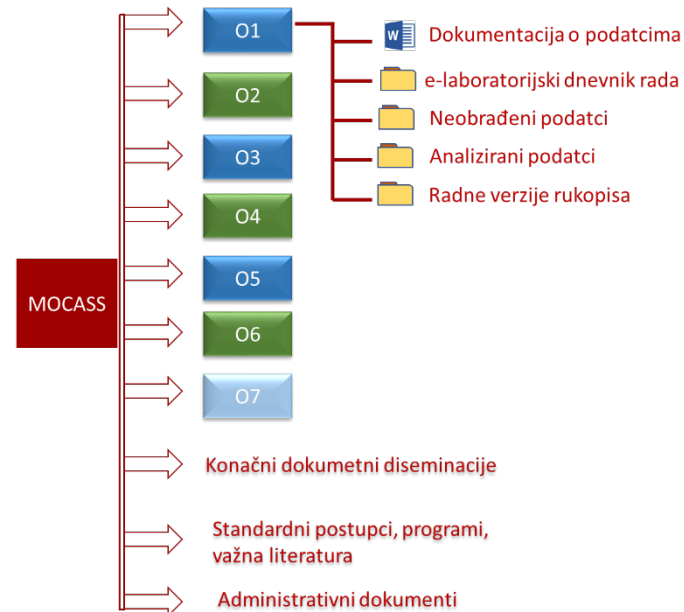 MOCASS
O1
Dokumentacija o podatcima
e-laboratorijski dnevnik rada
Neobrađeni podatci
Analizirani podatci
Radne verzije rukopisa
O2
O3
O4
O5
O6
O7
Konačni dokumetni diseminacije
Standardni postupci, programi,
važna literatura
Administrativni dokumenti